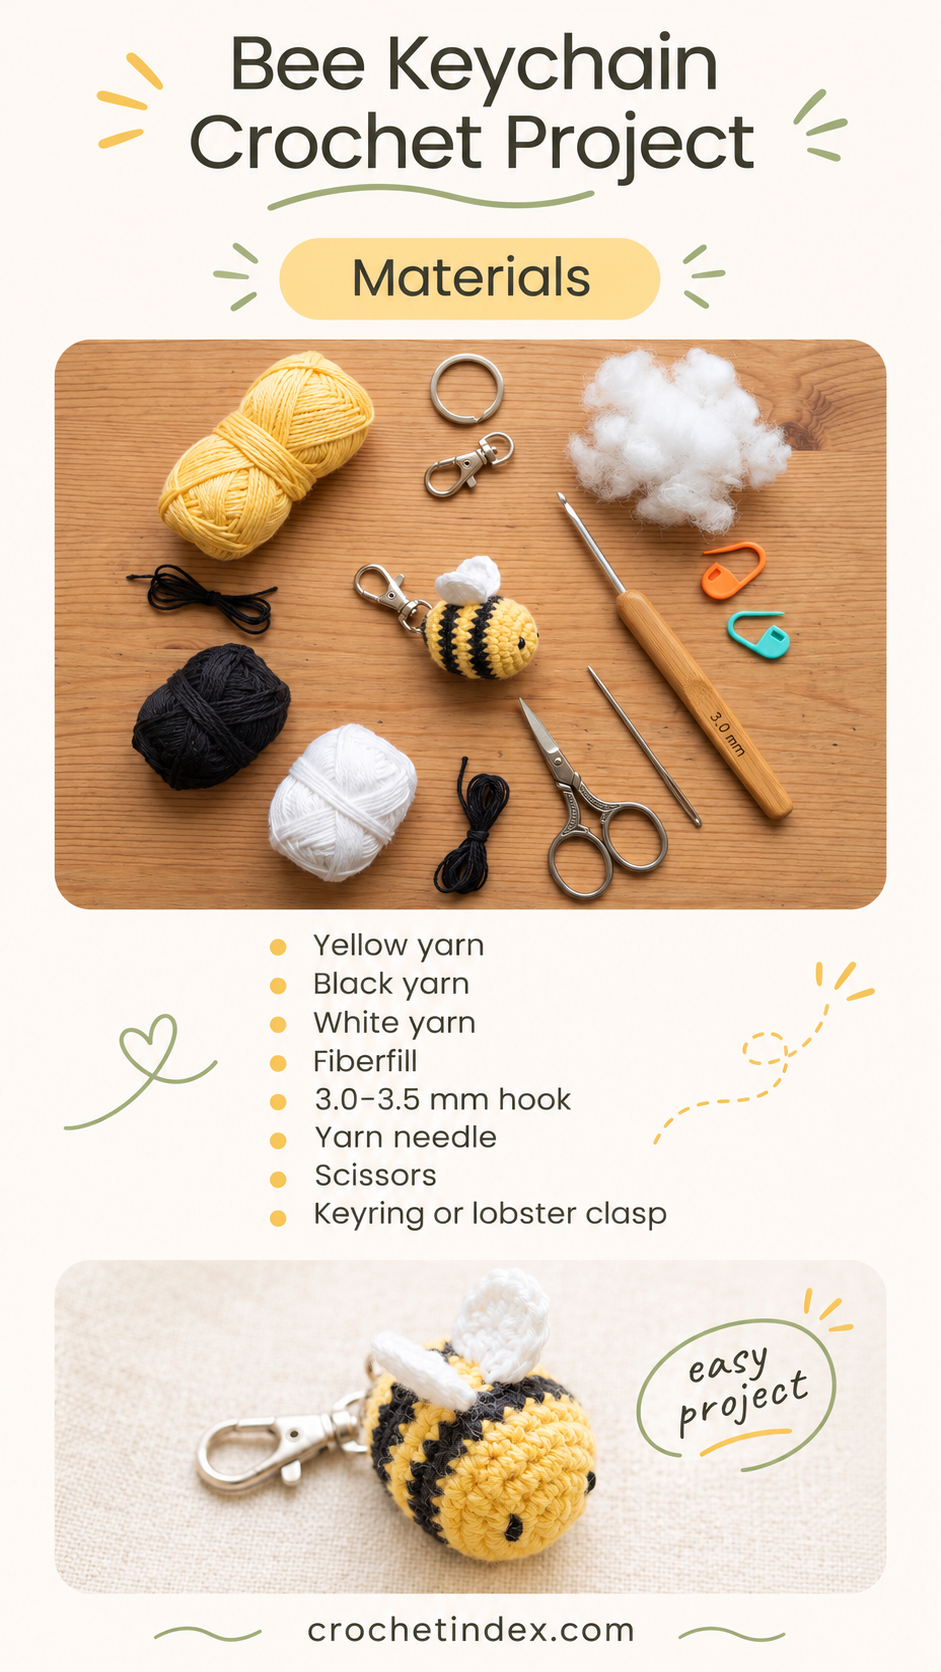 Bee Keychain
Crochet Project
Materials
3.0 mm
Yellow yarn
Black yarn
White yarn
Fiberfill
3.0-3.5 mm hook
Yarn needle
Scissors
Keyring or lobster clasp
easy
project
crochetindex.com